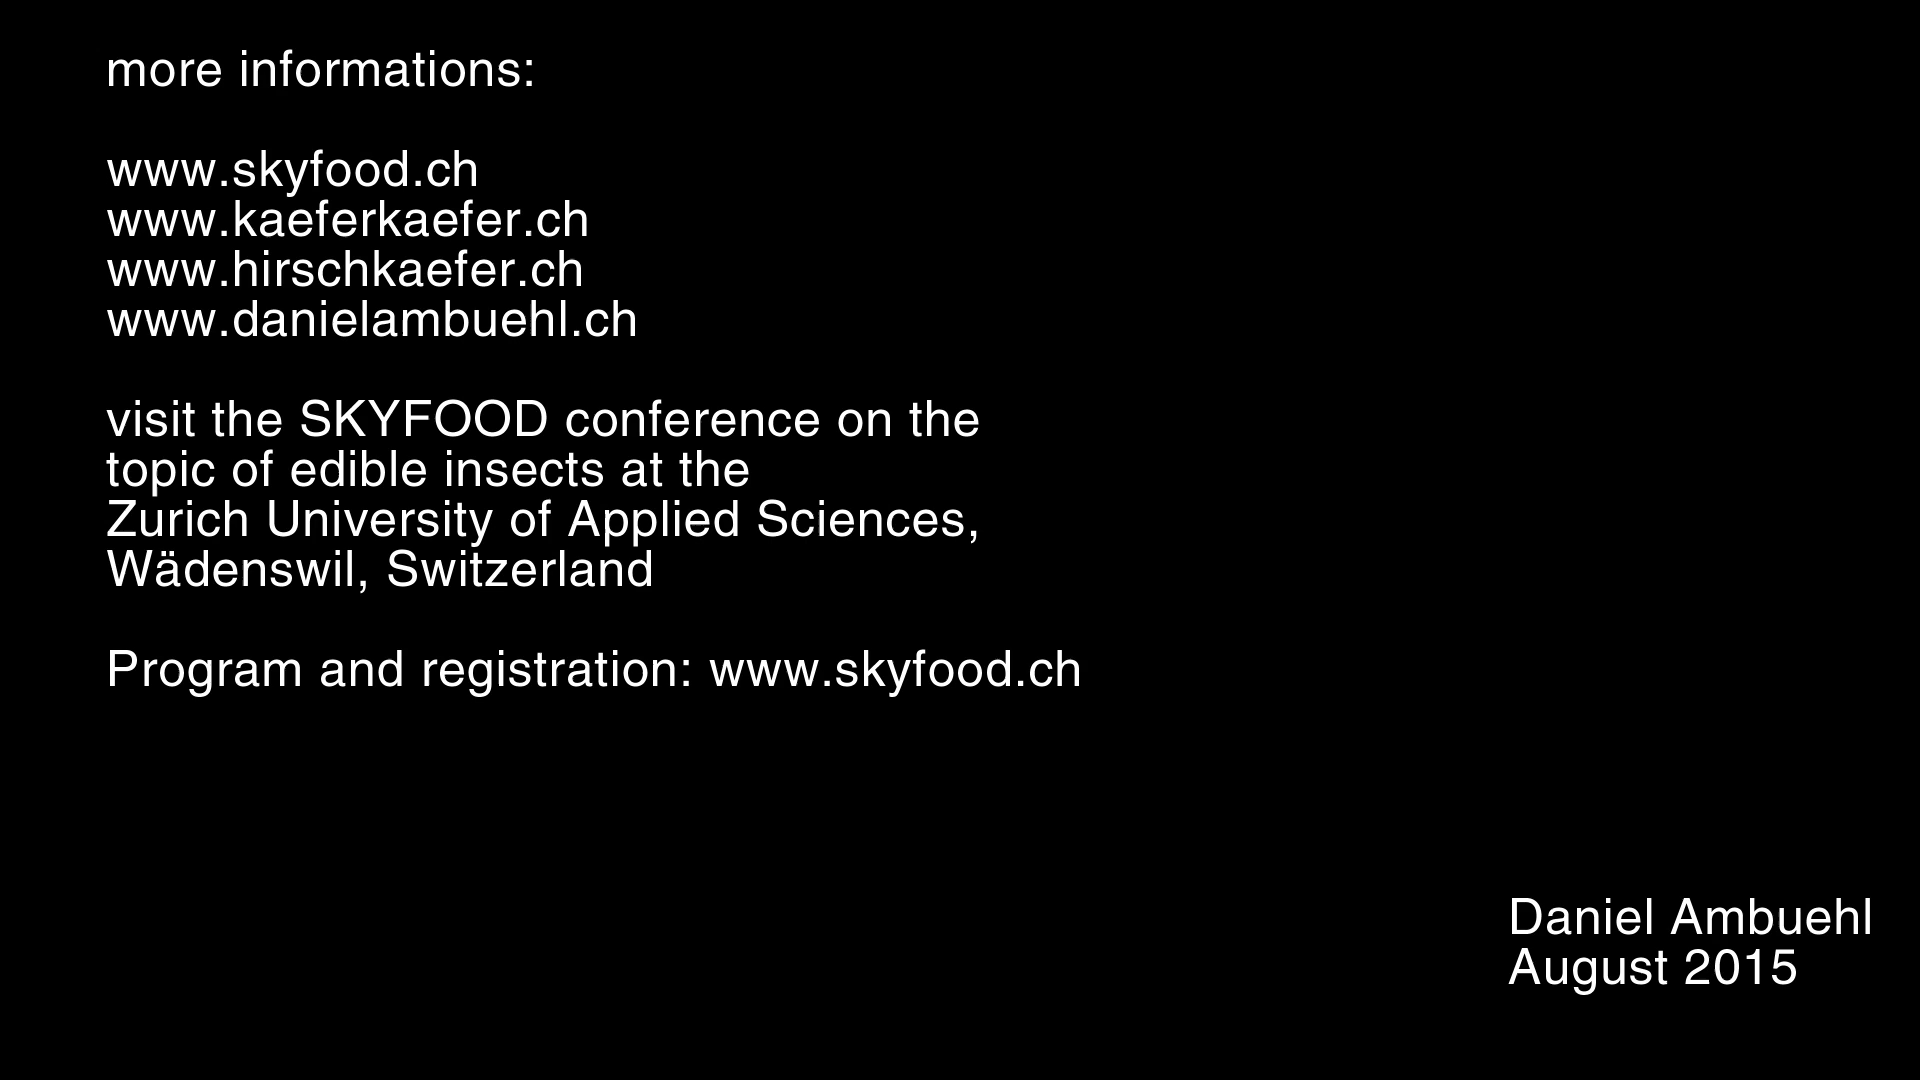 more informations:
www.skyfood.ch
www.kaeferkaefer.ch
www.hirschkaefer.ch
www.danielambuehl.ch
visit the SKYFOOD conference on the
topic of edible insects at the
Zurich University of Applied Sciences,
Wädenswil, Switzerland
Program and registration: www.skyfood.ch
Daniel Ambuehl
August 2015